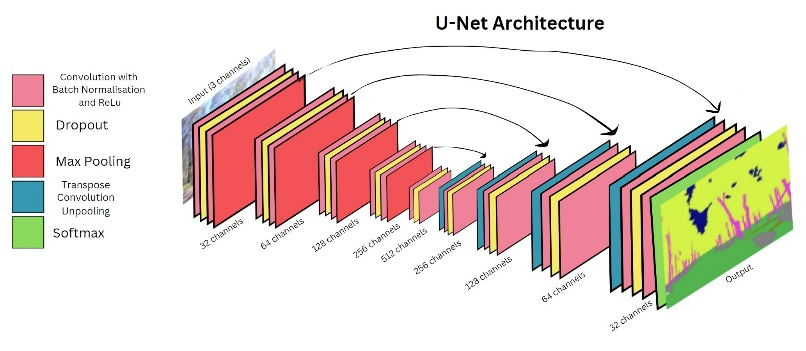 U-Net Architecture
Convolution with
Batch Normalisation
and ReLu
Dropout
Max Pooling
Transpose
Convolution
Unpooling
Softmax
Input (3 channels)
32 channels
64 channels
128 channels
256 channels
512 channels
256 channels
128 channels
64 channels
32 channels
Output